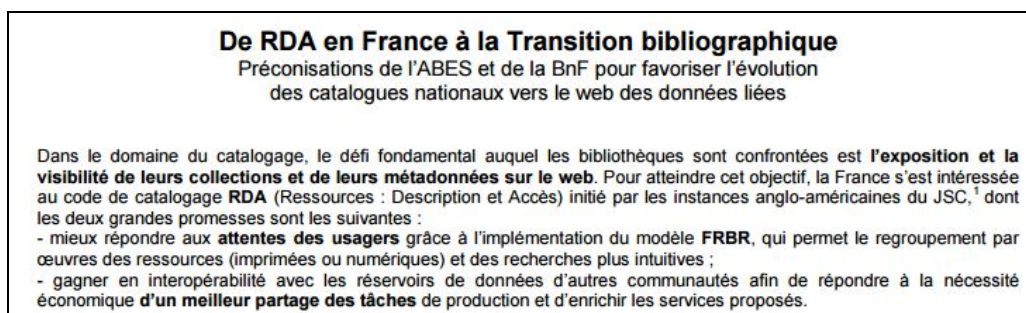 De RDA en France à la Transition bibliographique
Préconisations de l'ABES et de la BnF pour favoriser l'évolution
des catalogues nationaux vers le web des données liées
Dans le domaine du catalogage, le défi fondamental auquel les bibliothèques sont confrontées est l'exposition et la
visibilité de leurs collections et de leurs métadonnées sur le web. Pour atteindre cet objectif, la France s'est intéressée
au code de catalogage RDA (Ressources : Description et Accès) initié par les instances anglo-américaines du JSC,¹ dont
les deux grandes promesses sont les suivantes :
- mieux répondre aux attentes des usagers grâce à l'implémentation du modèle FRBR, qui permet le regroupement par
œuvres des ressources (imprimées ou numériques) et des recherches plus intuitives ;
- gagner en interopérabilité avec les réservoirs de données d'autres communautés afin de répondre à la nécessité
économique d'un meilleur partage des tâches de production et d'enrichir les services proposés.